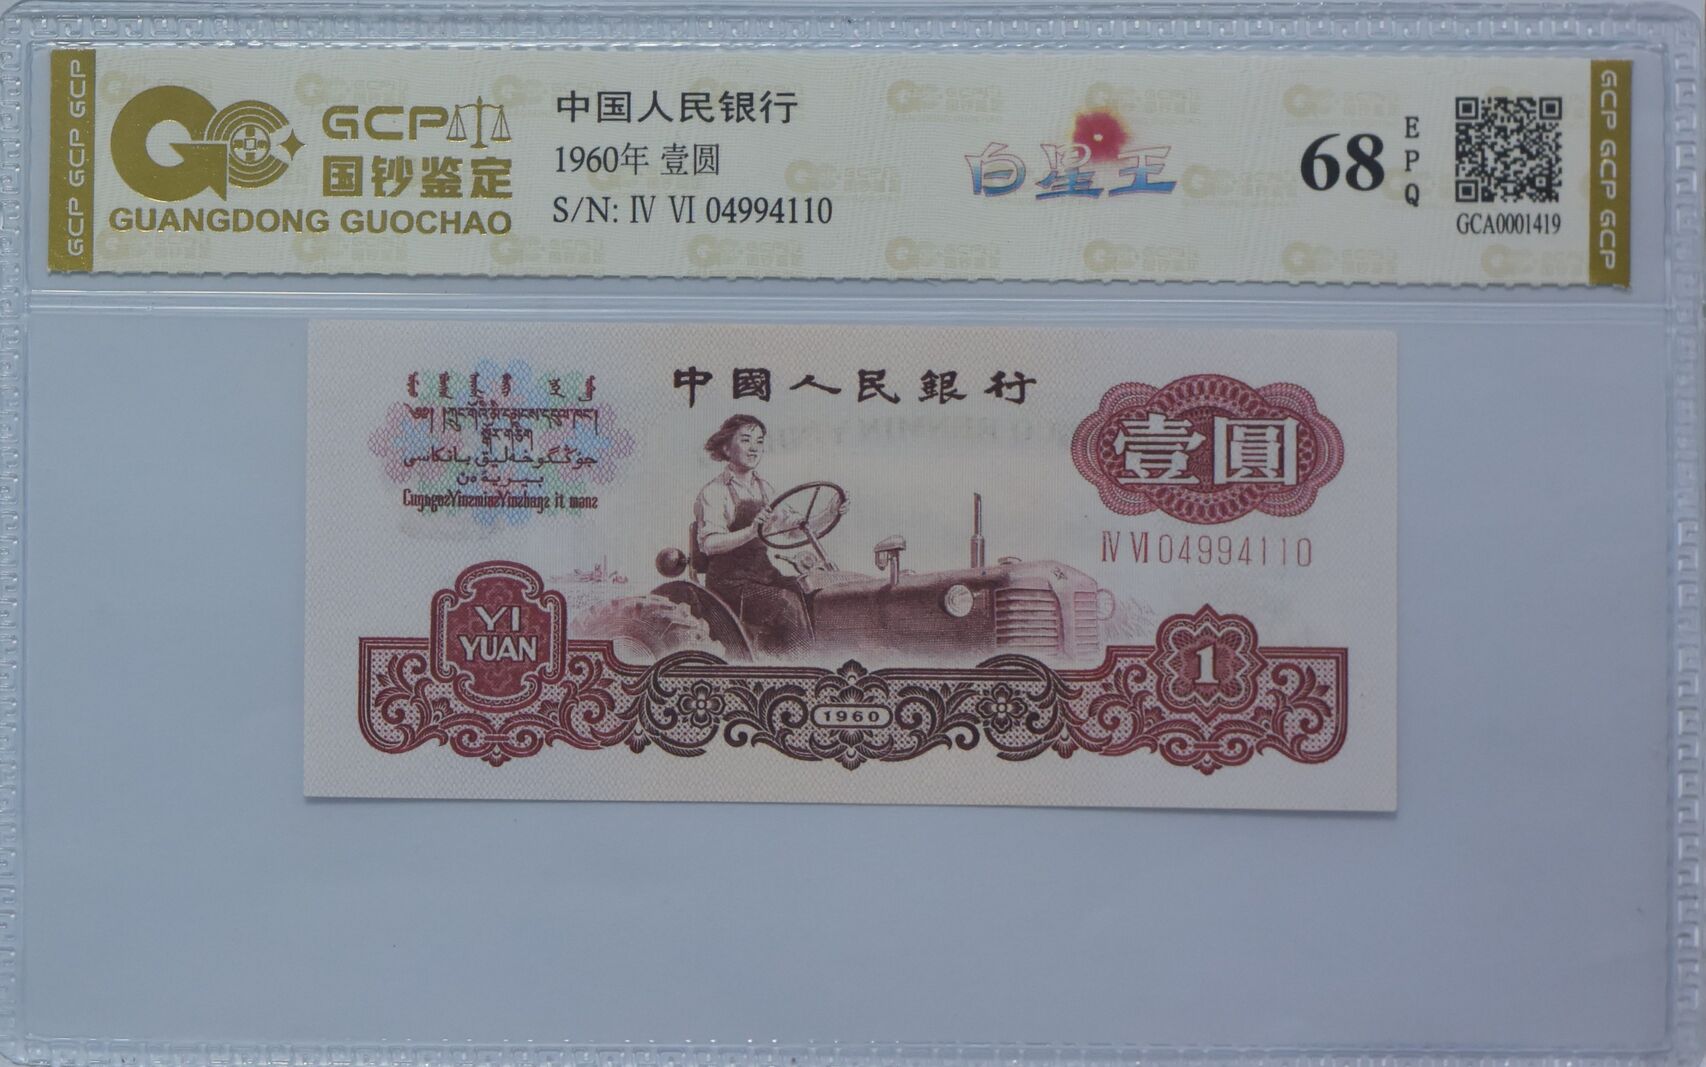 GCP GCP GCP
GCP
国钞鉴定
GUANGDONG GUOCHAO
中国人民银行
1960年 壹圆
S/N: Ⅳ Ⅵ 04994110
白星王
68
EPQ
GCA0001419
GCP GCP GCP
中國人民銀行
壹圓
Ⅳ Ⅵ 04994110
YI
YUAN
1960
1